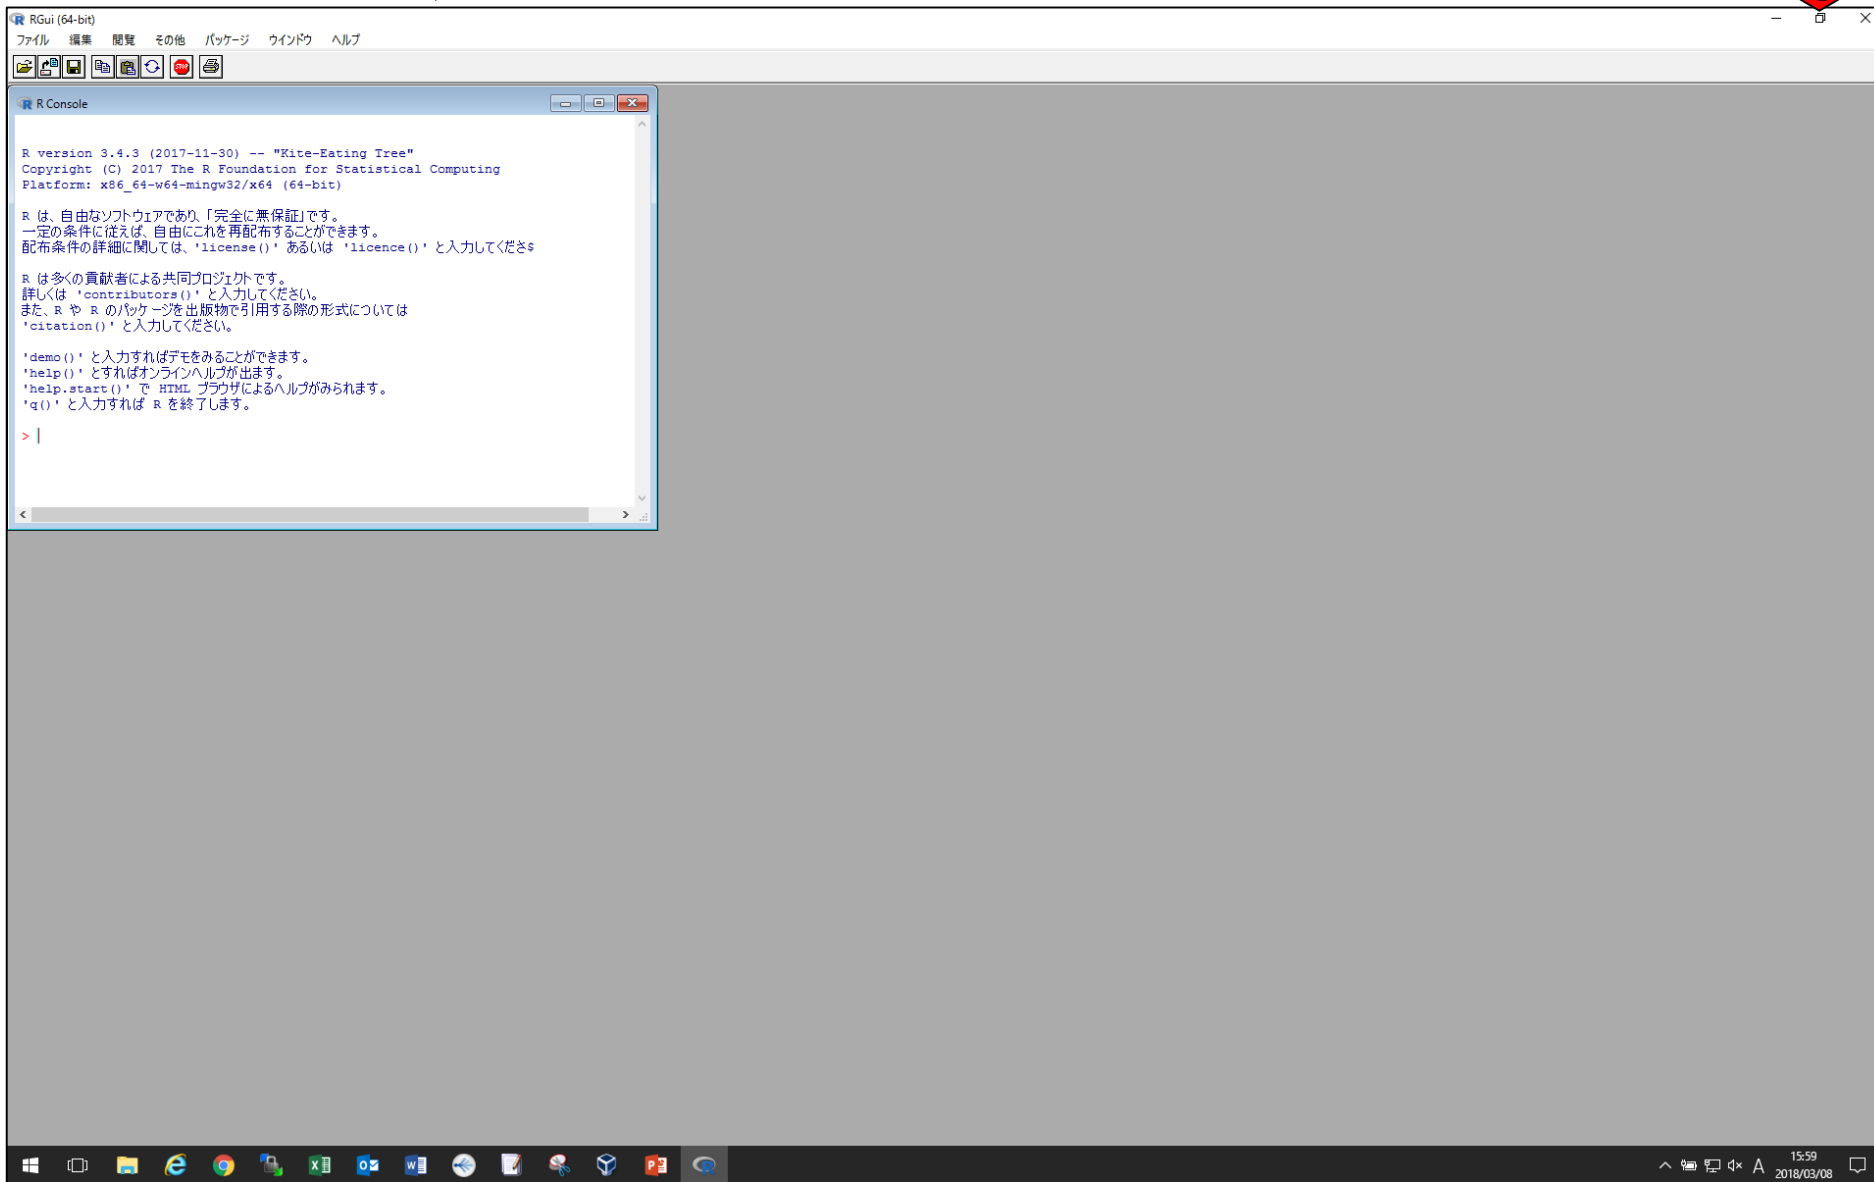 RGui (64-bit)
ファイル 編集 閲覧 その他 パッケージ ウインドウ ヘルプ
STOP
R Console
R version 3.4.3 (2017-11-30) -- "Kite-Eating Tree"
Copyright (C) 2017 The R Foundation for Statistical Computing
Platform: x86_64-w64-mingw32/x64 (64-bit)
R は、自由なソフトウェアであり、「完全に無保証」です。
一定の条件に従えば、自由にこれを再配布することができます。
配布条件の詳細に関しては、'license()' あるいは 'licence()' と入力してくださ$
R は多くの貢献者による共同プロジェクトです。
詳しくは 'contributors()' と入力してください。
また、R や R のパッケージを出版物で引用する際の形式については
'citation()' と入力してください。
'demo()' と入力すればデモをみることができます。
'help()' とすればオンラインヘルプが出ます。
'help.start()' で HTML ブラウザによるヘルプがみられます。
'q()' と入力すれば R を終了します。
>
A 15:59
2018/03/08